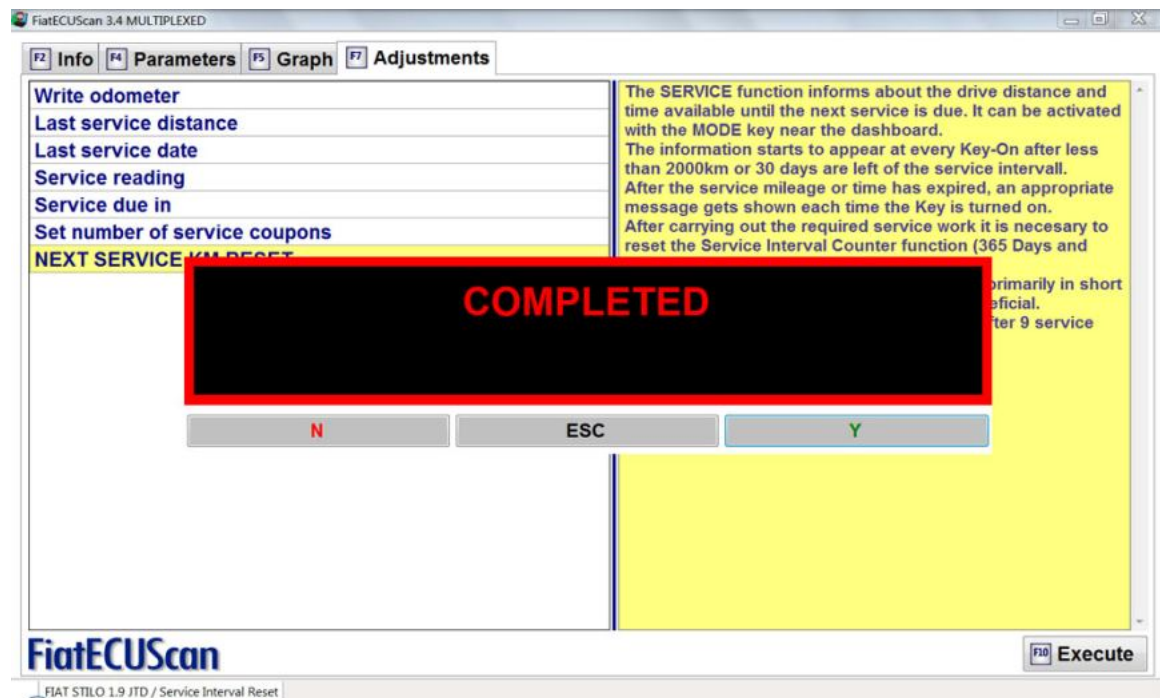 FiatECUScan 3.4 MULTIPLEXED
F2 Info F4 Parameters F5 Graph F7 Adjustments
Write odometer
Last service distance
Last service date
Service reading
Service due in
Set number of service coupons
NEXT SERVICE KM RESET
The SERVICE function informs about the drive distance and
time available until the next service is due. It can be activated
with the MODE key near the dashboard.
The information starts to appear at every Key-On after less
than 2000km or 30 days are left of the service intervall.
After the service mileage or time has expired, an appropriate
message gets shown each time the Key is turned on.
After carrying out the required service work it is necesary to
reset the Service Interval Counter function (365 Days and
primarily in short
9 service
COMPLETED
N ESC Y
FiatECUScan
F10 Execute
FIAT STILO 1.9 JTD / Service Interval Reset